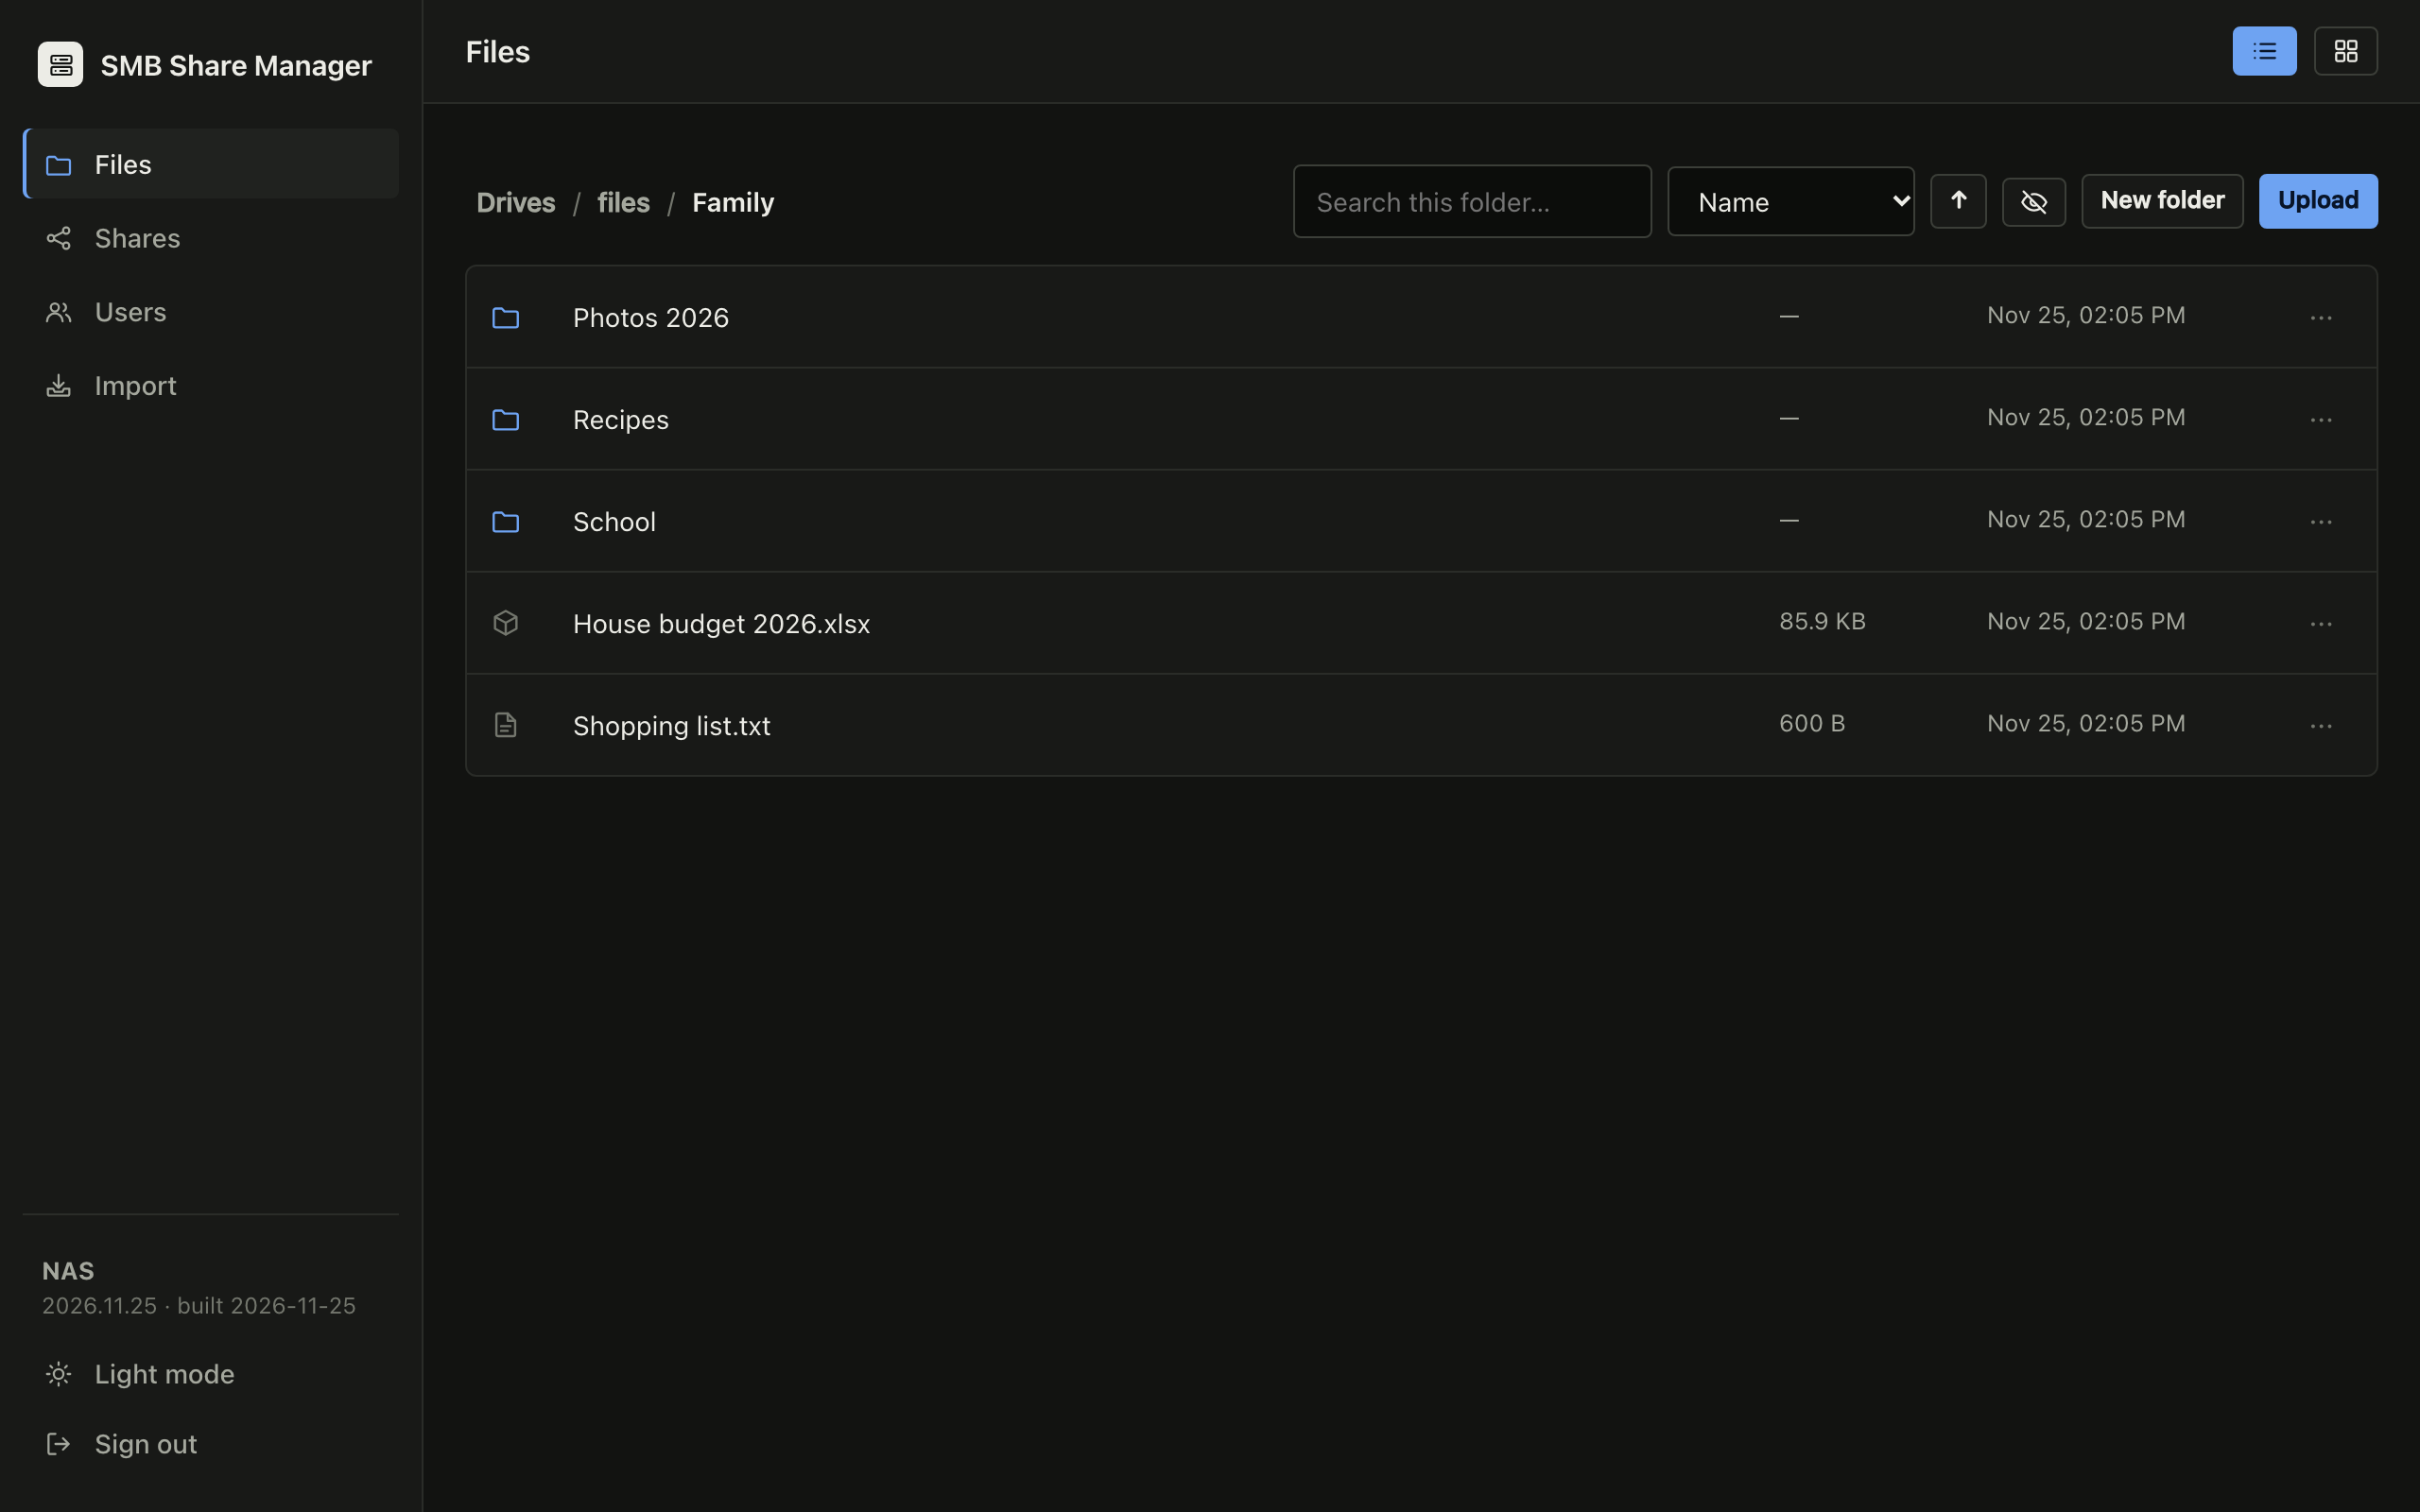 SMB Share Manager
Files
Shares
Users
Import
NAS
2026.11.25 · built 2026-11-25
Light mode
Sign out
Files
Drives / files / Family
Search this folder...
Name
New folder
Upload
Photos 2026 — Nov 25, 02:05 PM
Recipes — Nov 25, 02:05 PM
School — Nov 25, 02:05 PM
House budget 2026.xlsx 85.9 KB Nov 25, 02:05 PM
Shopping list.txt 600 B Nov 25, 02:05 PM